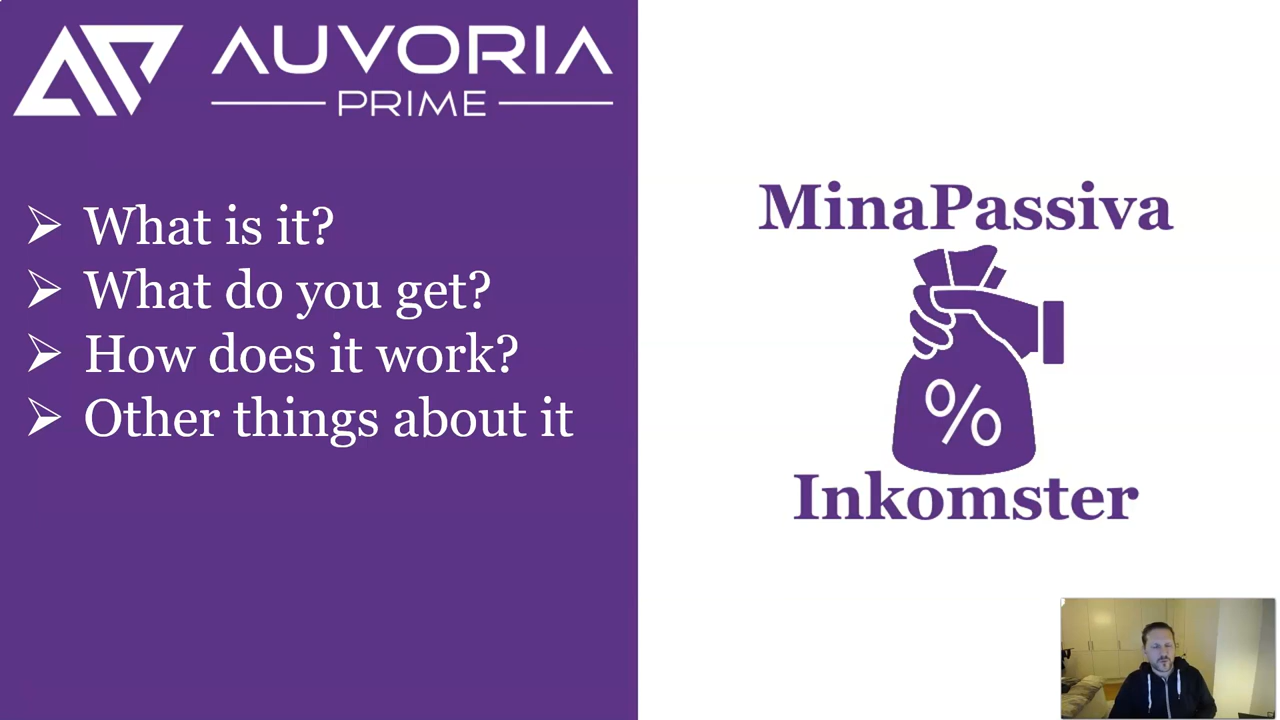 AUVORIA
PRIME
➢ What is it?
➢ What do you get?
➢ How does it work?
➢ Other things about it
MinaPassiva
%
Inkomster